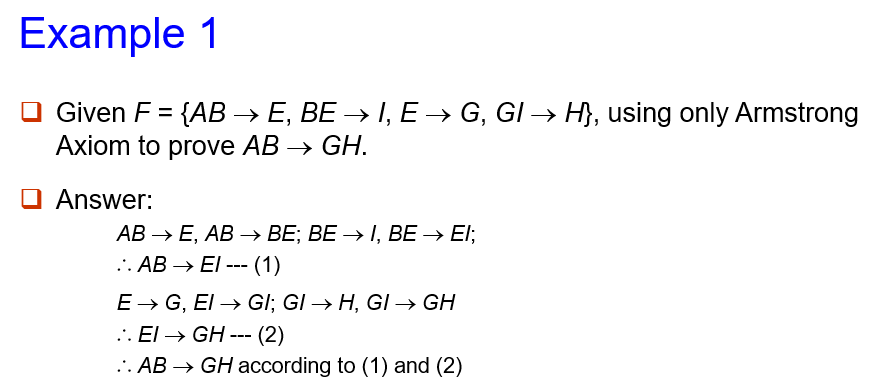 Example 1
❑ Given F = {AB → E, BE → I, E → G, GI → H}, using only Armstrong
Axiom to prove AB → GH.
❑ Answer:
AB → E, AB → BE; BE → I, BE → EI;
∴ AB → EI --- (1)
E → G, EI → GI; GI → H, GI → GH
∴ EI → GH --- (2)
∴ AB → GH according to (1) and (2)